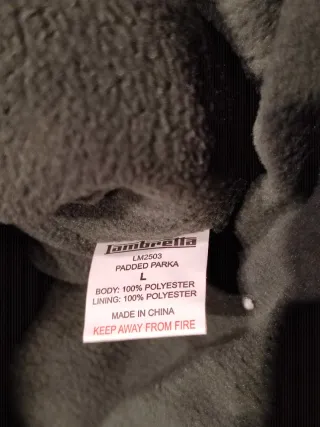 Lambretta
LM2503
PADDED PARKA
L
BODY: 100% POLYESTER
LINING: 100% POLYESTER
MADE IN CHINA
KEEP AWAY FROM FIRE